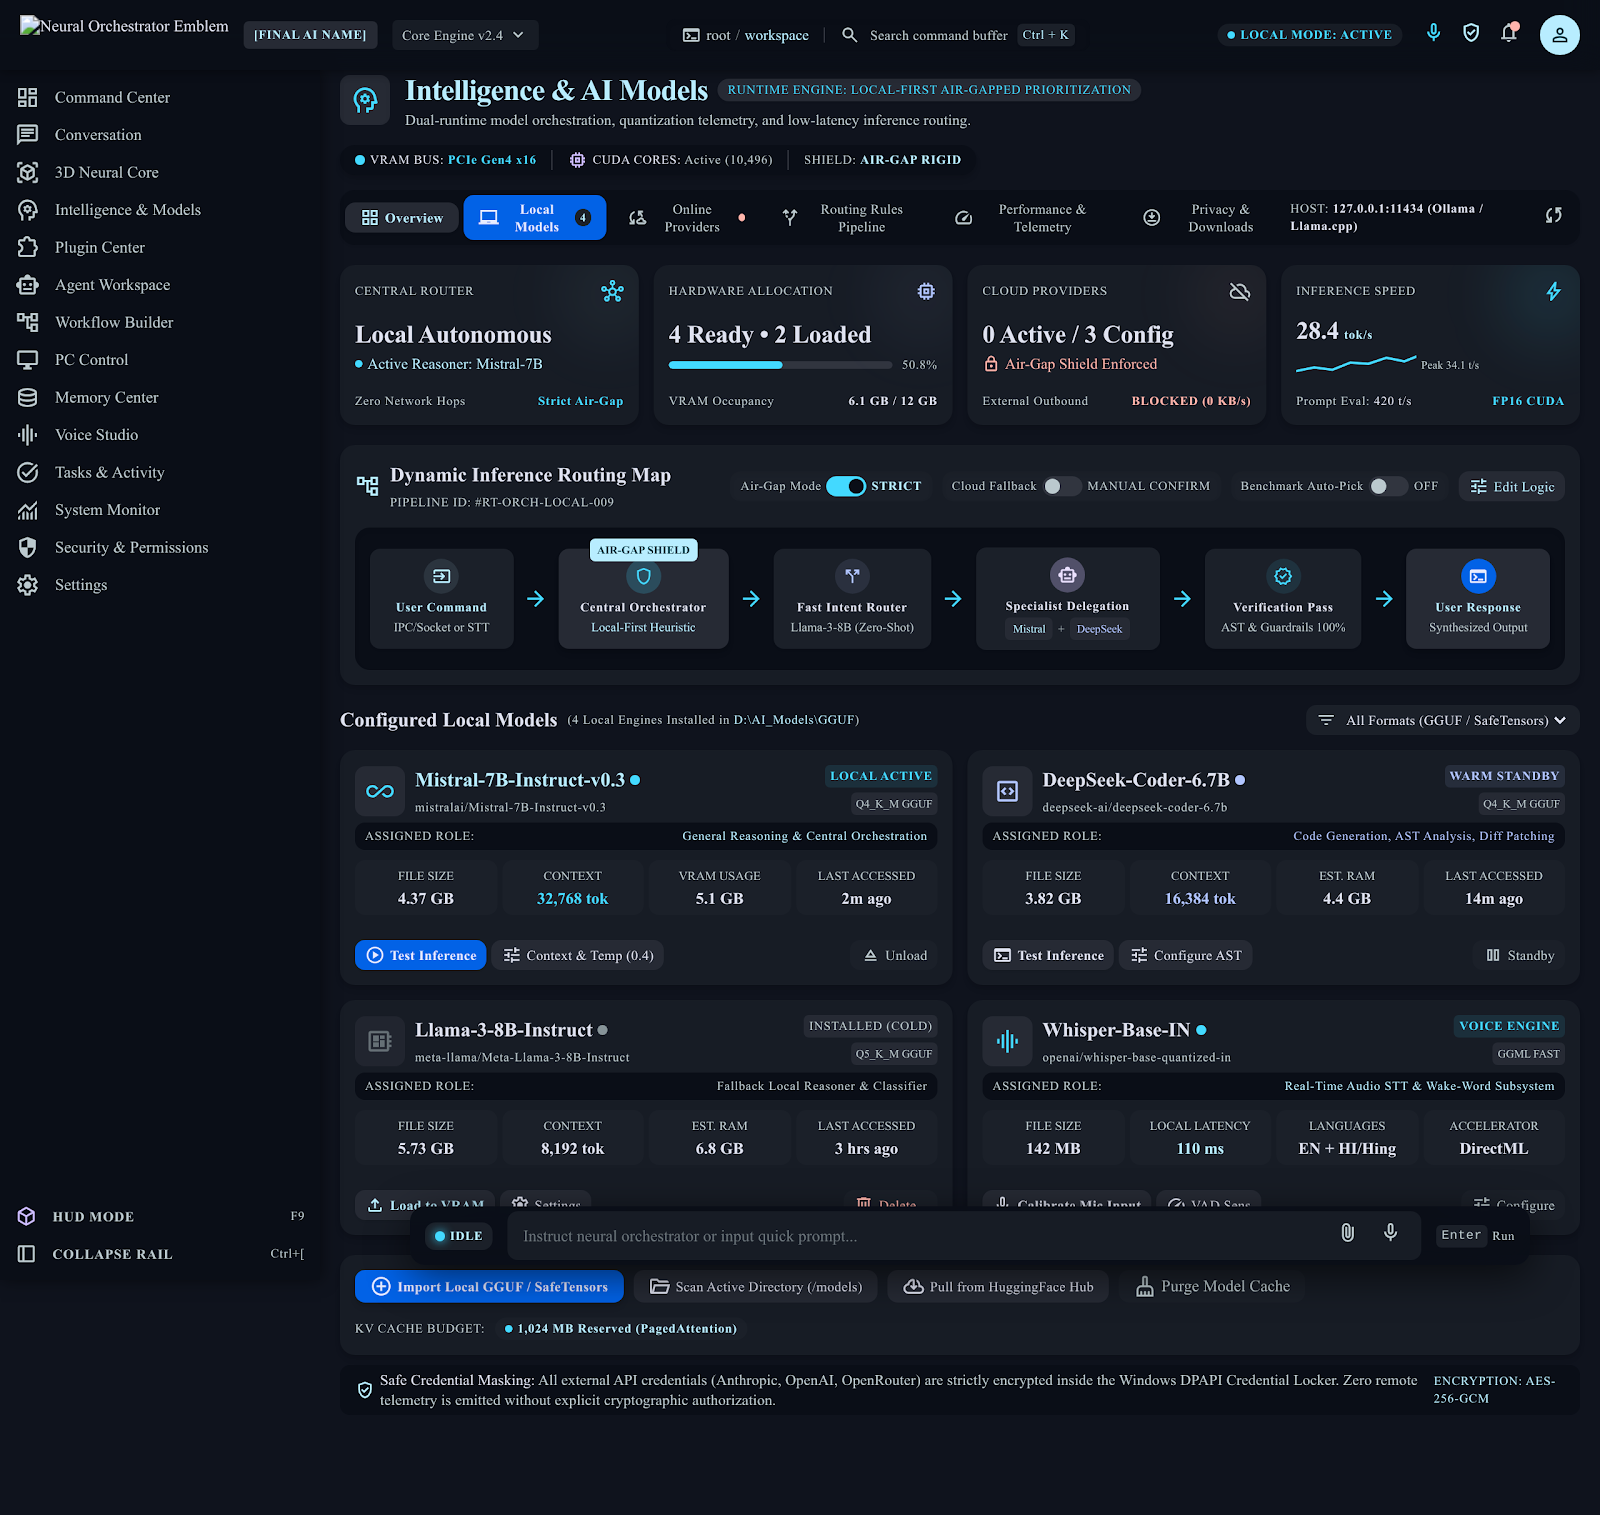 Neural Orchestrator Emblem
[FINAL AI NAME]
Core Engine v2.4
root / workspace
Search command buffer Ctrl + K
LOCAL MODE: ACTIVE
Command Center
Conversation
3D Neural Core
Intelligence & Models
Plugin Center
Agent Workspace
Workflow Builder
PC Control
Memory Center
Voice Studio
Tasks & Activity
System Monitor
Security & Permissions
Settings
HUD MODE F9
COLLAPSE RAIL Ctrl+[
Intelligence & AI Models
RUNTIME ENGINE: LOCAL-FIRST AIR-GAPPED PRIORITIZATION
Dual-runtime model orchestration, quantization telemetry, and low-latency inference routing.
VRAM BUS: PCIe Gen4 x16
CUDA CORES: Active (10,496)
SHIELD: AIR-GAP RIGID
Overview
Local
Models
4
Online
Providers
Routing Rules
Pipeline
Performance &
Telemetry
Privacy &
Downloads
HOST: 127.0.0.1:11434 (Ollama /
Llama.cpp)
CENTRAL ROUTER
Local Autonomous
Active Reasoner: Mistral-7B
Zero Network Hops Strict Air-Gap
HARDWARE ALLOCATION
4 Ready • 2 Loaded
50.8%
VRAM Occupancy 6.1 GB / 12 GB
CLOUD PROVIDERS
0 Active / 3 Config
Air-Gap Shield Enforced
External Outbound BLOCKED (0 KB/s)
INFERENCE SPEED
28.4 tok/s
Peak 34.1 t/s
Prompt Eval: 420 t/s FP16 CUDA
Dynamic Inference Routing Map
PIPELINE ID: #RT-ORCH-LOCAL-009
Air-Gap Mode STRICT
Cloud Fallback MANUAL CONFIRM
Benchmark Auto-Pick OFF
Edit Logic
User Command
IPC/Socket or STT
AIR-GAP SHIELD
Central Orchestrator
Local-First Heuristic
Fast Intent Router
Llama-3-8B (Zero-Shot)
Specialist Delegation
Mistral + DeepSeek
Verification Pass
AST & Guardrails 100%
User Response
Synthesized Output
Configured Local Models (4 Local Engines Installed in D:\AI_Models\GGUF)
All Formats (GGUF / SafeTensors)
Mistral-7B-Instruct-v0.3
LOCAL ACTIVE
mistralai/Mistral-7B-Instruct-v0.3
Q4_K_M GGUF
ASSIGNED ROLE: General Reasoning & Central Orchestration
FILE SIZE CONTEXT VRAM USAGE LAST ACCESSED
4.37 GB 32,768 tok 5.1 GB 2m ago
Test Inference Context & Temp (0.4) Unload
DeepSeek-Coder-6.7B
WARM STANDBY
deepseek-ai/deepseek-coder-6.7b
Q4_K_M GGUF
ASSIGNED ROLE: Code Generation, AST Analysis, Diff Patching
FILE SIZE CONTEXT EST. RAM LAST ACCESSED
3.82 GB 16,384 tok 4.4 GB 14m ago
Test Inference Configure AST Standby
Llama-3-8B-Instruct
INSTALLED (COLD)
meta-llama/Meta-Llama-3-8B-Instruct
Q5_K_M GGUF
ASSIGNED ROLE: Fallback Local Reasoner & Classifier
FILE SIZE CONTEXT EST. RAM LAST ACCESSED
5.73 GB 8,192 tok 6.8 GB 3 hrs ago
Load to VRAM Settings Delete
Whisper-Base-IN
VOICE ENGINE
openai/whisper-base-quantized-in
GGML FAST
ASSIGNED ROLE: Real-Time Audio STT & Wake-Word Subsystem
FILE SIZE LOCAL LATENCY LANGUAGES ACCELERATOR
142 MB 110 ms EN + HI/Hing DirectML
Calibrate Mic Input VAD Sens Configure
IDLE
Instruct neural orchestrator or input quick prompt...
Enter Run
Import Local GGUF / SafeTensors
Scan Active Directory (/models)
Pull from HuggingFace Hub
Purge Model Cache
KV CACHE BUDGET: 1,024 MB Reserved (PagedAttention)
Safe Credential Masking: All external API credentials (Anthropic, OpenAI, OpenRouter) are strictly encrypted inside the Windows DPAPI Credential Locker. Zero remote
telemetry is emitted without explicit cryptographic authorization.
ENCRYPTION: AES-
256-GCM